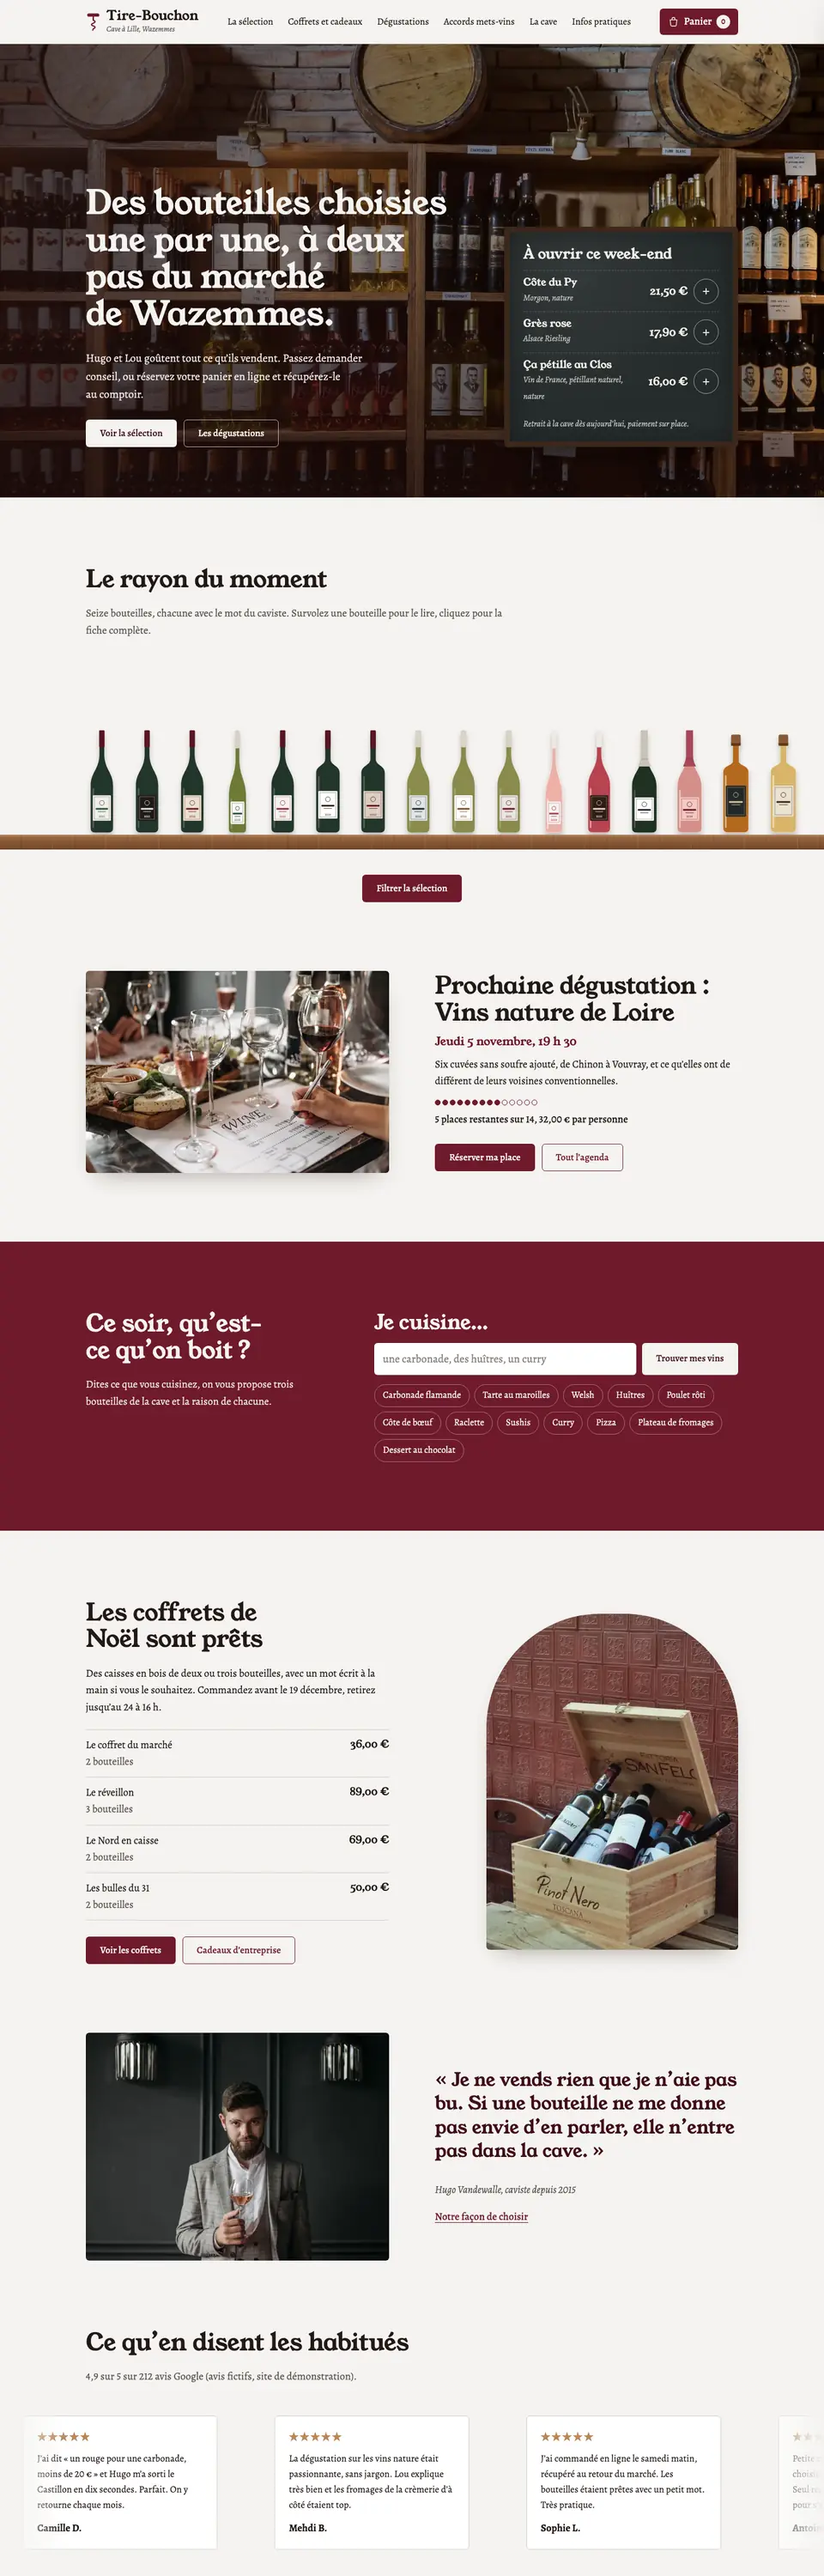 Tire-Bouchon
Cave à Lille, Wazemmes
La sélection
Coffrets et cadeaux
Dégustations
Accords mets-vins
La cave
Infos pratiques
Panier 0
Des bouteilles choisies
une par une, à deux
pas du marché
de Wazemmes.
Hugo et Lou goûtent tout ce qu'ils vendent. Passez demander
conseil, ou réservez votre panier en ligne et récupérez-le
au comptoir.
Voir la sélection
Les dégustations
À ouvrir ce week-end
Côte du Py
Morgon, nature
21,50 €
+
Grès rose
Alsace Riesling
17,90 €
+
Ça pétille au Clos
Vin de France, pétillant naturel,
nature
16,00 €
+
Retrait à la cave dès aujourd'hui, paiement sur place.
Le rayon du moment
Seize bouteilles, chacune avec le mot du caviste. Survolez une bouteille pour le lire, cliquez pour la
fiche complète.
Filtrer la sélection
WINE
Prochaine dégustation :
Vins nature de Loire
Jeudi 5 novembre, 19 h 30
Six cuvées sans soufre ajouté, de Chinon à Vouvray, et ce qu'elles ont de
différent de leurs voisines conventionnelles.
5 places restantes sur 14, 32,00 € par personne
Réserver ma place
Tout l'agenda
Ce soir, qu'est-
ce qu'on boit ?
Dites ce que vous cuisinez, on vous propose trois
bouteilles de la cave et la raison de chacune.
Je cuisine…
une carbonade, des huîtres, un curry
Trouver mes vins
Carbonade flamande
Tarte au maroilles
Welsh
Huîtres
Poulet rôti
Côte de bœuf
Raclette
Sushis
Curry
Pizza
Plateau de fromages
Dessert au chocolat
Les coffrets de
Noël sont prêts
Des caisses en bois de deux ou trois bouteilles, avec un mot écrit à la
main si vous le souhaitez. Commandez avant le 19 décembre, retirez
jusqu'au 24 à 16 h.
Le coffret du marché
2 bouteilles
36,00 €
Le réveillon
3 bouteilles
89,00 €
Le Nord en caisse
2 bouteilles
69,00 €
Les bulles du 31
2 bouteilles
50,00 €
Voir les coffrets
Cadeaux d'entreprise
Pinot Nero
TOSCANA
« Je ne vends rien que je n'aie pas
bu. Si une bouteille ne me donne
pas envie d'en parler, elle n'entre
pas dans la cave. »
Hugo Vandewalle, caviste depuis 2015
Notre façon de choisir
Ce qu'en disent les habitués
4,9 sur 5 sur 212 avis Google (avis fictifs, site de démonstration).
J'ai dit « un rouge pour une carbonade,
moins de 20 € » et Hugo m'a sorti le
Castillon en dix secondes. Parfait. On y
retourne chaque mois.
Camille D.
La dégustation sur les vins nature était
passionnante, sans jargon. Lou explique
très bien et les fromages de la crèmerie d'à
côté étaient top.
Mehdi B.
J'ai commandé en ligne le samedi matin,
récupéré au retour du marché. Les
bouteilles étaient prêtes avec un petit mot.
Très pratique.
Sophie L.